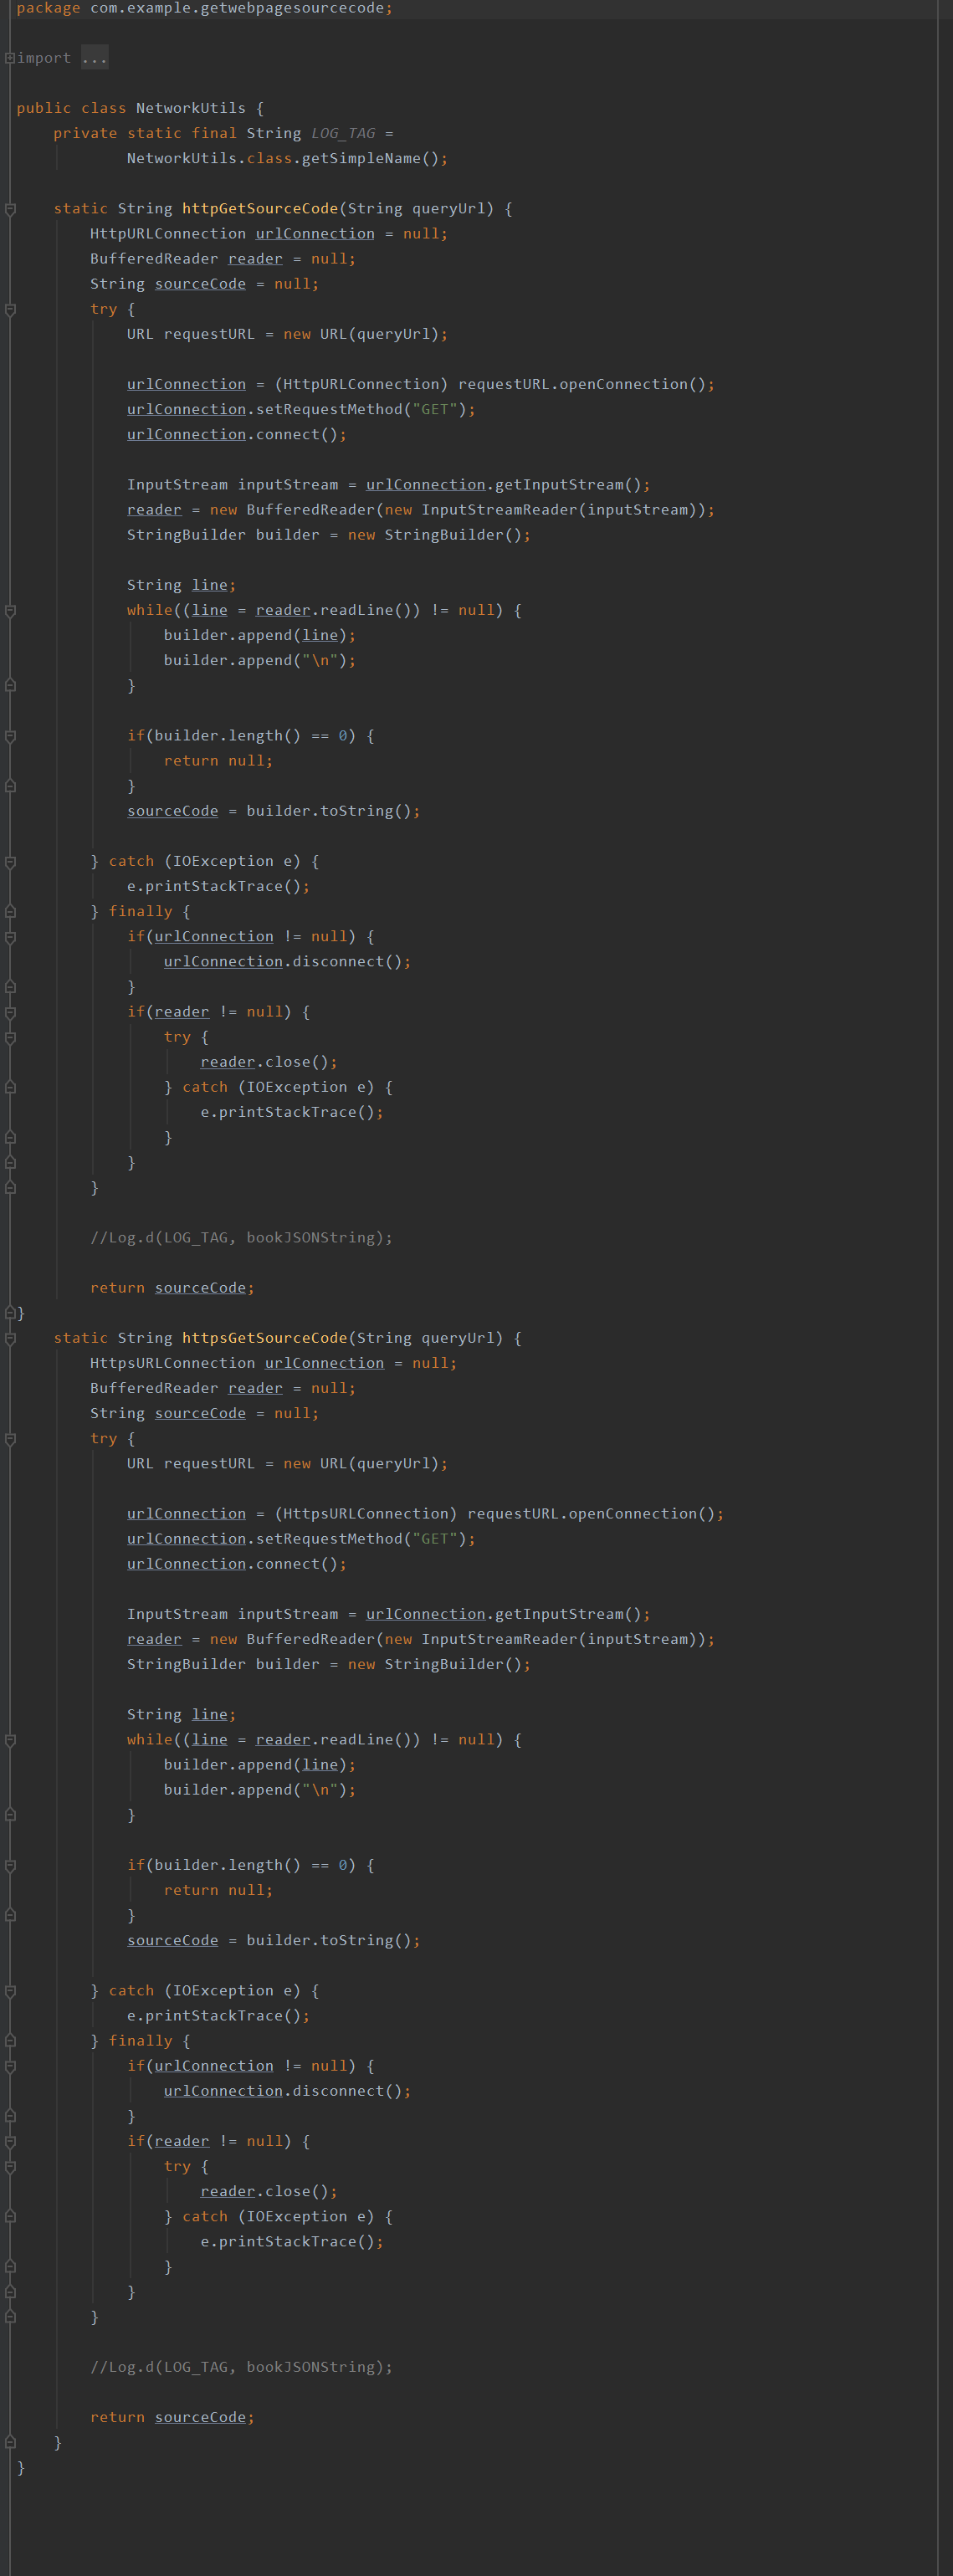 package com.example.getwebpagesourcecode;
import ...
public class NetworkUtils {
    private static final String LOG_TAG =
            NetworkUtils.class.getSimpleName();
    static String httpGetSourceCode(String queryUrl) {
        HttpURLConnection urlConnection = null;
        BufferedReader reader = null;
        String sourceCode = null;
        try {
            URL requestURL = new URL(queryUrl);
            urlConnection = (HttpURLConnection) requestURL.openConnection();
            urlConnection.setRequestMethod("GET");
            urlConnection.connect();
            InputStream inputStream = urlConnection.getInputStream();
            reader = new BufferedReader(new InputStreamReader(inputStream));
            StringBuilder builder = new StringBuilder();
            String line;
            while((line = reader.readLine()) != null) {
                builder.append(line);
                builder.append("\n");
            }
            if(builder.length() == 0) {
                return null;
            }
            sourceCode = builder.toString();
        } catch (IOException e) {
            e.printStackTrace();
        } finally {
            if(urlConnection != null) {
                urlConnection.disconnect();
            }
            if(reader != null) {
                try {
                    reader.close();
                } catch (IOException e) {
                    e.printStackTrace();
                }
            }
        }
        //Log.d(LOG_TAG, bookJSONString);
        return sourceCode;
}
    static String httpsGetSourceCode(String queryUrl) {
        HttpsURLConnection urlConnection = null;
        BufferedReader reader = null;
        String sourceCode = null;
        try {
            URL requestURL = new URL(queryUrl);
            urlConnection = (HttpsURLConnection) requestURL.openConnection();
            urlConnection.setRequestMethod("GET");
            urlConnection.connect();
            InputStream inputStream = urlConnection.getInputStream();
            reader = new BufferedReader(new InputStreamReader(inputStream));
            StringBuilder builder = new StringBuilder();
            String line;
            while((line = reader.readLine()) != null) {
                builder.append(line);
                builder.append("\n");
            }
            if(builder.length() == 0) {
                return null;
            }
            sourceCode = builder.toString();
        } catch (IOException e) {
            e.printStackTrace();
        } finally {
            if(urlConnection != null) {
                urlConnection.disconnect();
            }
            if(reader != null) {
                try {
                    reader.close();
                } catch (IOException e) {
                    e.printStackTrace();
                }
            }
        }
        //Log.d(LOG_TAG, bookJSONString);
        return sourceCode;
    }
}